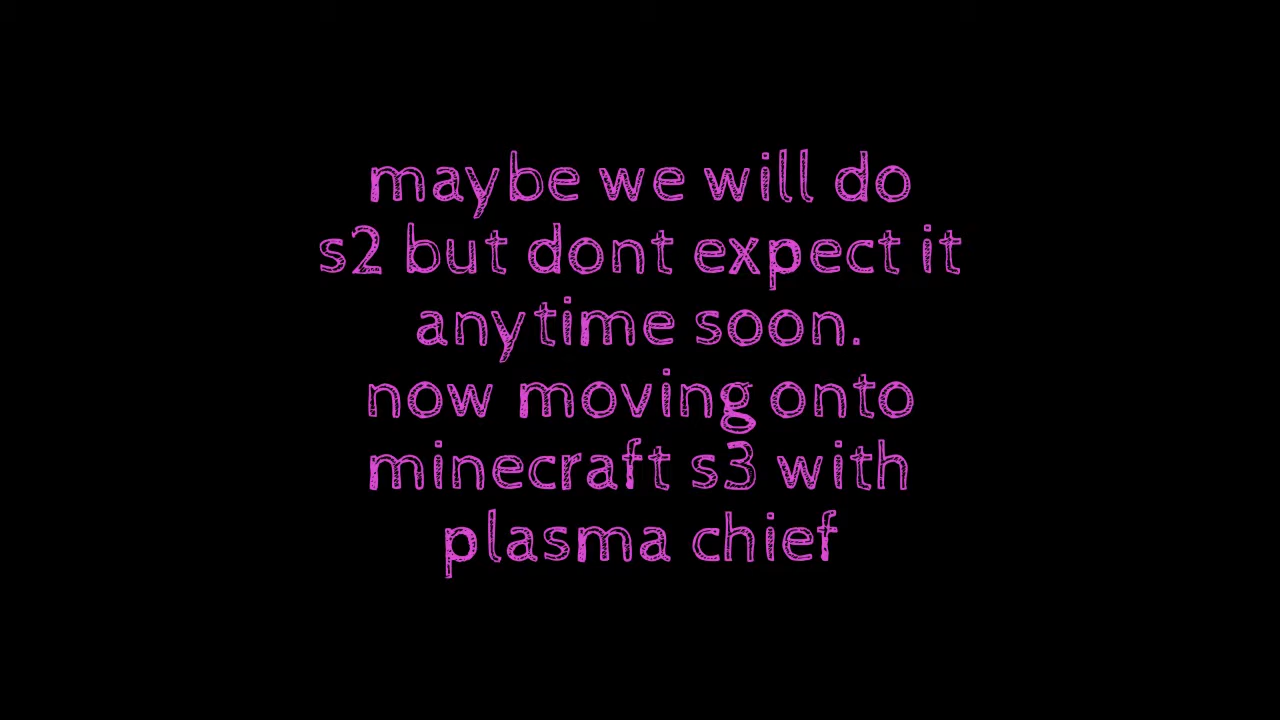 maybe we will do
s2 but dont expect it
anytime soon.
now moving onto
minecraft s3 with
plasma chief